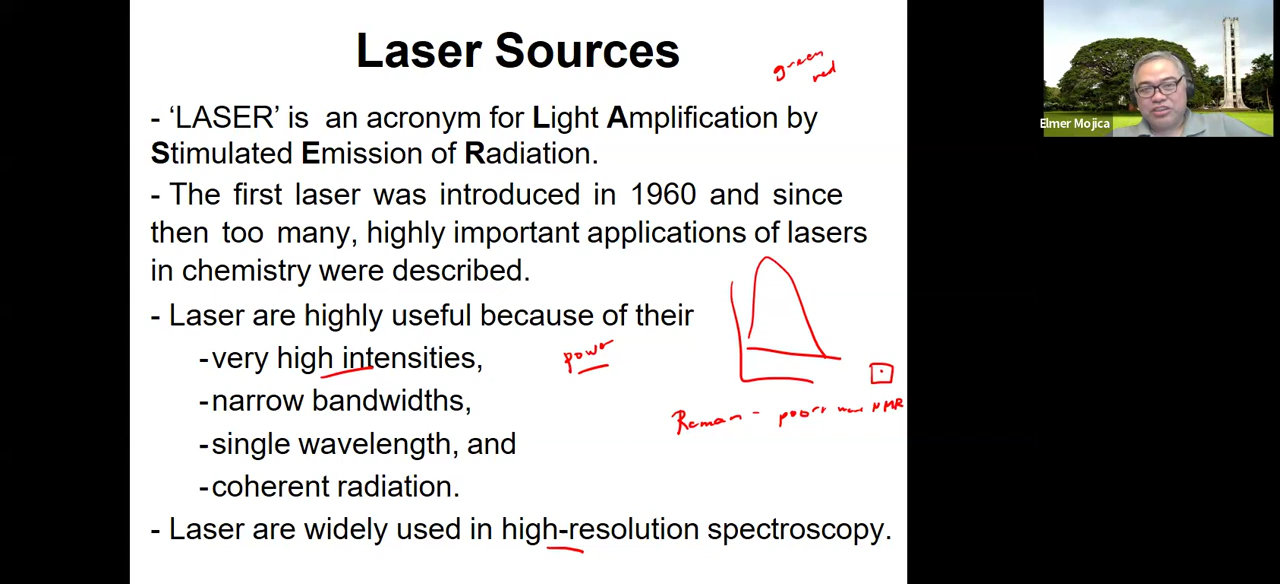 Laser Sources
green
red
- ‘LASER’ is an acronym for Light Amplification by
Stimulated Emission of Radiation.
- The first laser was introduced in 1960 and since
then too many, highly important applications of lasers
in chemistry were described.
- Laser are highly useful because of their
-very high intensities,
power
-narrow bandwidths,
Raman - poor NMR
-single wavelength, and
-coherent radiation.
- Laser are widely used in high-resolution spectroscopy.
Elmer Mojica